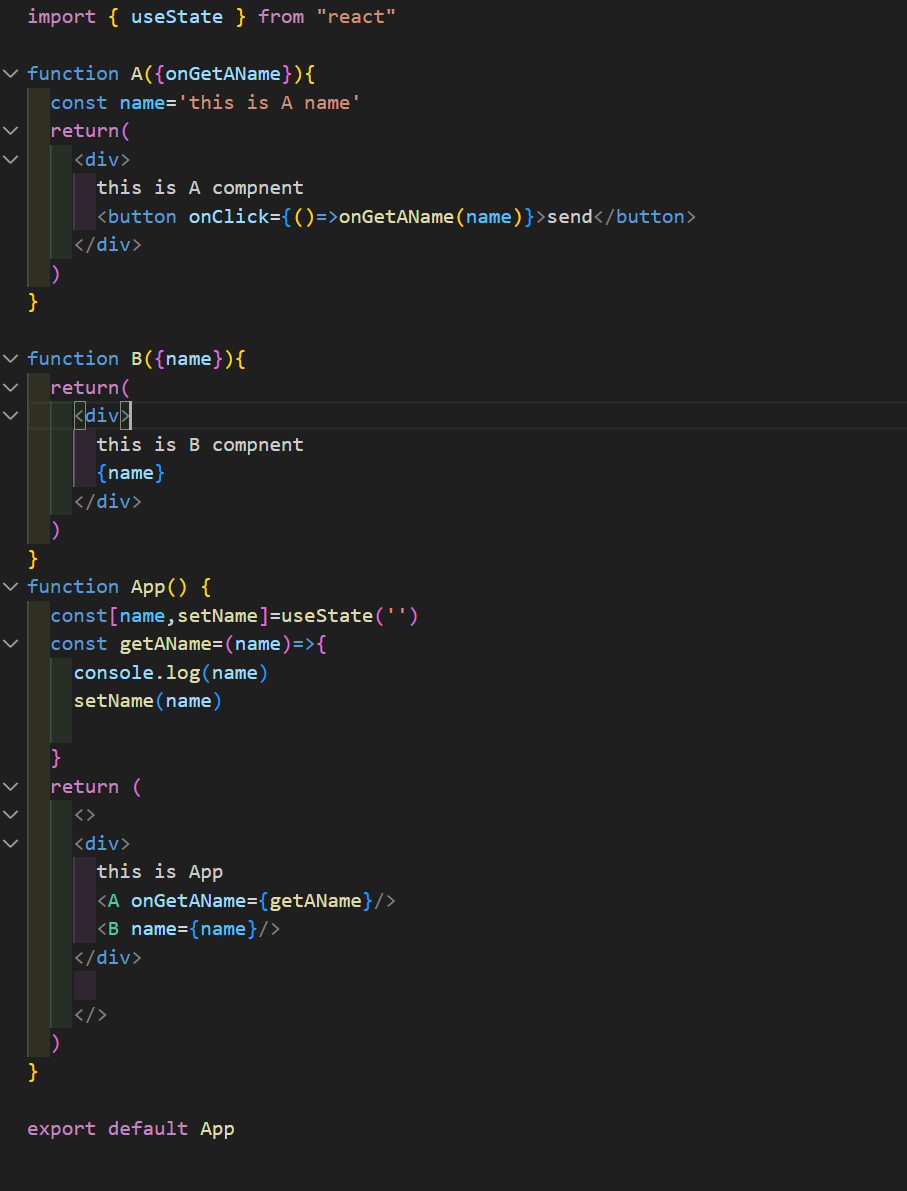 import { useState } from "react"
function A({onGetAName}){
const name='this is A name'
return(
<div>
this is A compnent
<button onClick={()=>onGetAName(name)}>send</button>
</div>
)
}
function B({name}){
return(
<div>
this is B compnent
{name}
</div>
)
}
function App() {
const[name,setName]=useState('')
const getAName=(name)=>{
console.log(name)
setName(name)
}
return (
<>
<div>
this is App
<A onGetAName={getAName}/>
<B name={name}/>
</div>
</>
)
}
export default App